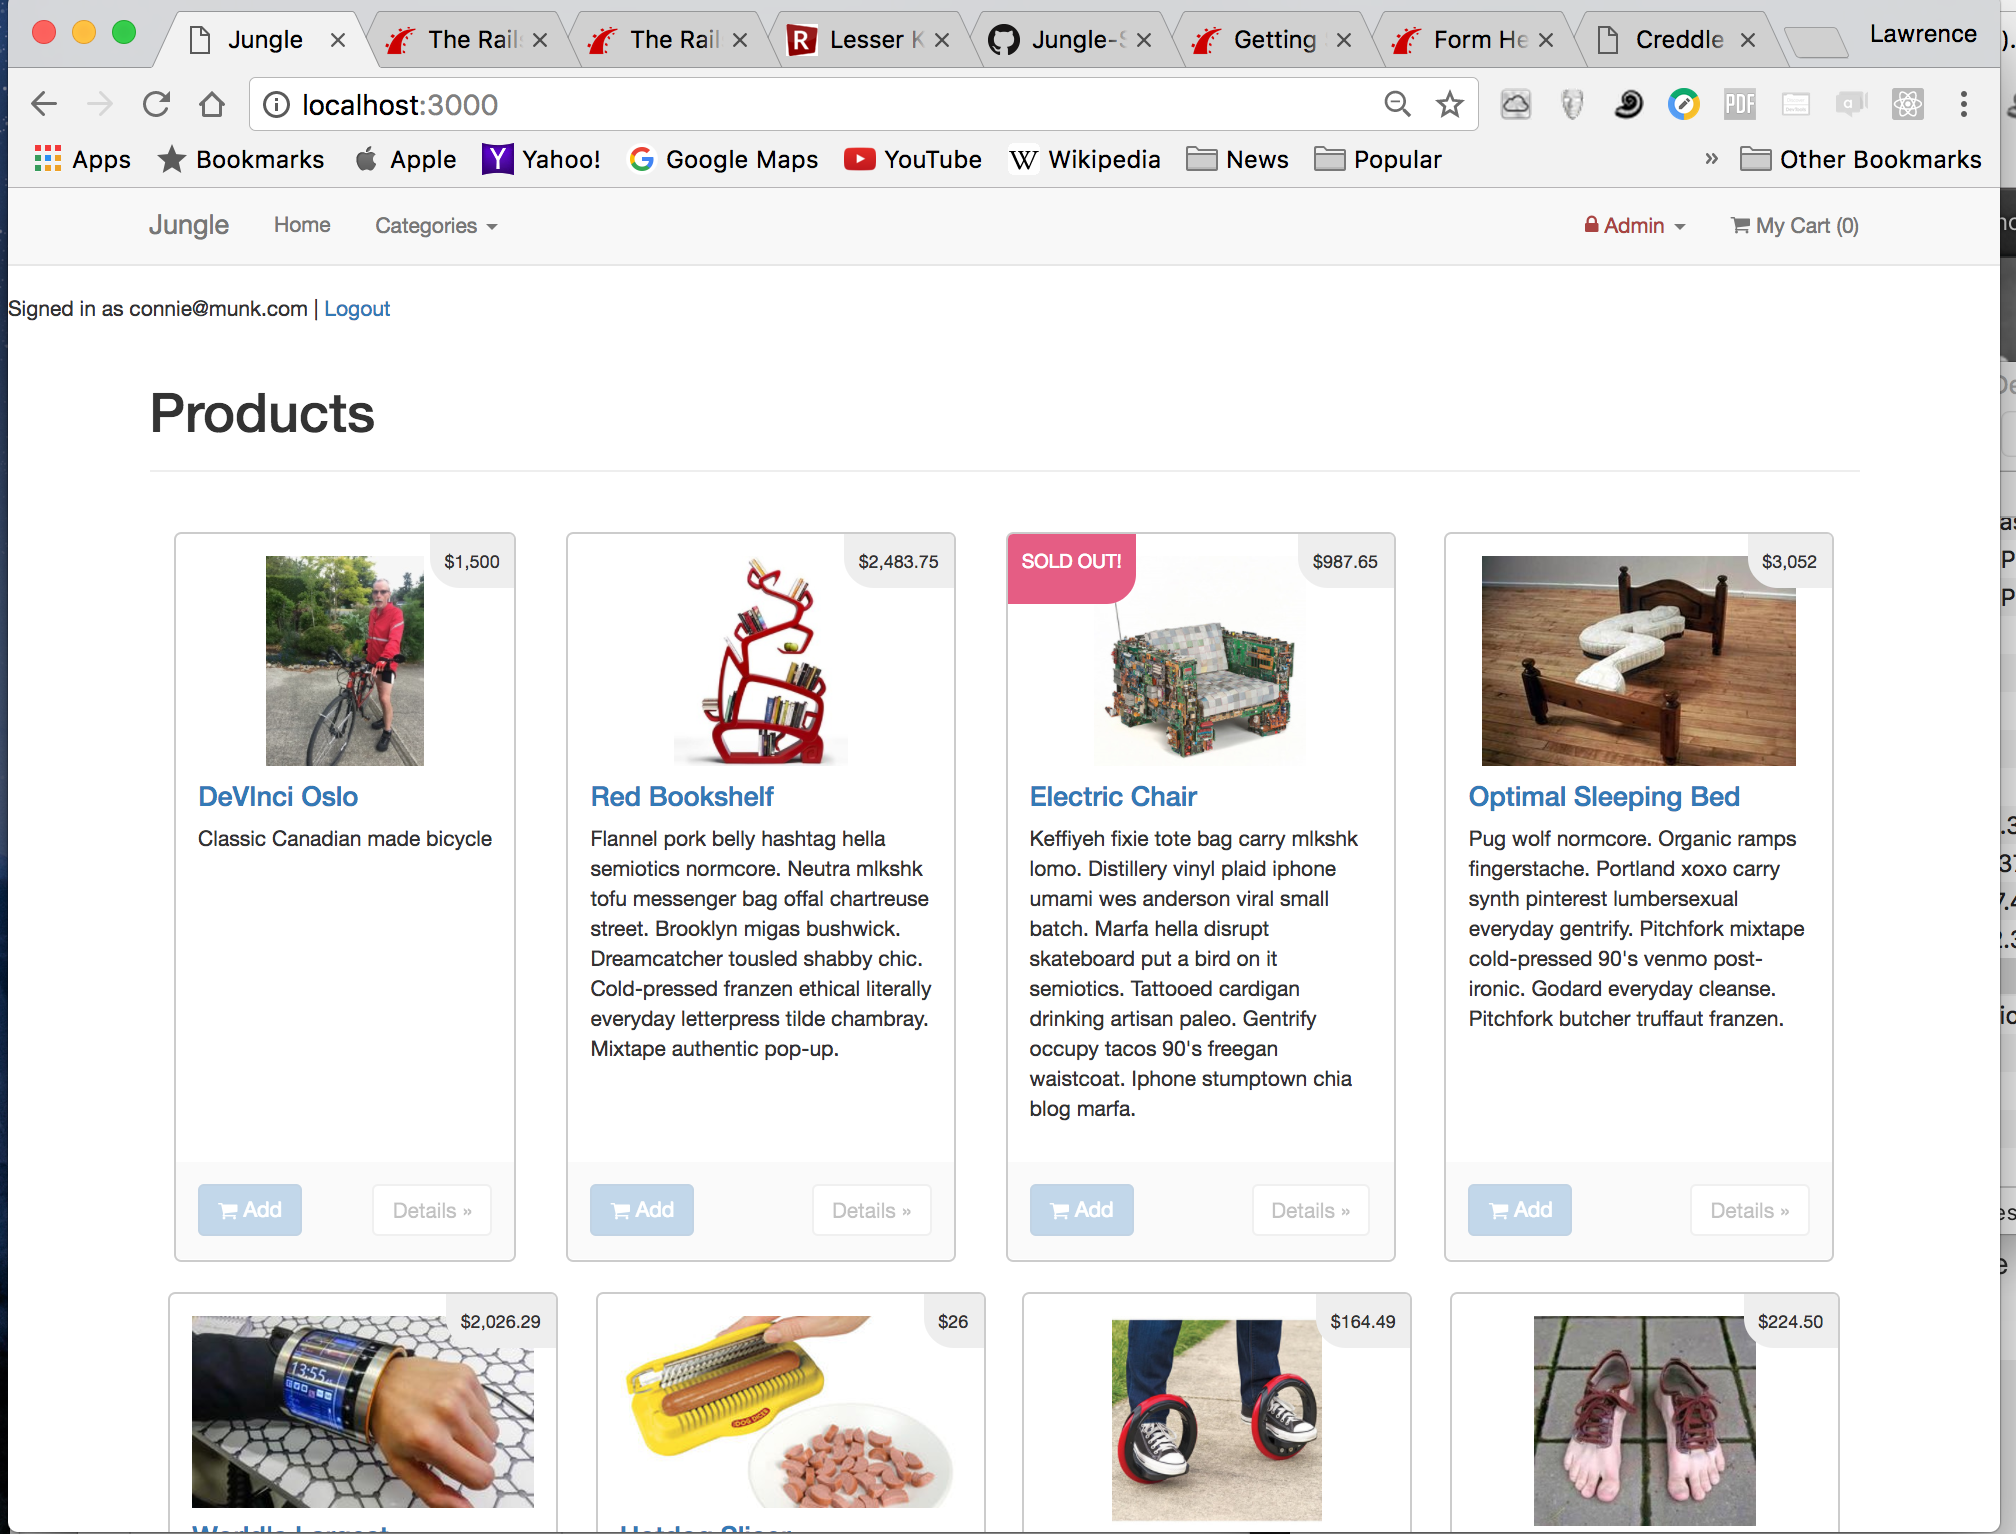 Jungle
The Rails
The Rail
Lesser K
Jungle-S
Getting
Form He
Creddle
Lawrence
localhost:3000
PDF
Apps
Bookmarks
Apple
Yahoo!
Google Maps
YouTube
Wikipedia
News
Popular
»
Other Bookmarks
Jungle
Home
Categories
Admin
My Cart (0)
Signed in as connie@munk.com | Logout
Products
$1,500
DeVInci Oslo
Classic Canadian made bicycle
Add
Details »
$2,483.75
Red Bookshelf
Flannel pork belly hashtag hella
semiotics normcore. Neutra mlkshk
tofu messenger bag offal chartreuse
street. Brooklyn migas bushwick.
Dreamcatcher tousled shabby chic.
Cold-pressed franzen ethical literally
everyday letterpress tilde chambray.
Mixtape authentic pop-up.
Add
Details »
SOLD OUT!
$987.65
Electric Chair
Keffiyeh fixie tote bag carry mlkshk
lomo. Distillery vinyl plaid iphone
umami wes anderson viral small
batch. Marfa hella disrupt
skateboard put a bird on it
semiotics. Tattooed cardigan
drinking artisan paleo. Gentrify
occupy tacos 90's freegan
waistcoat. Iphone stumptown chia
blog marfa.
Add
Details »
$3,052
Optimal Sleeping Bed
Pug wolf normcore. Organic ramps
fingerstache. Portland xoxo carry
synth pinterest lumbersexual
everyday gentrify. Pitchfork mixtape
cold-pressed 90's venmo post-
ironic. Godard everyday cleanse.
Pitchfork butcher truffaut franzen.
Add
Details »
$2,026.29
13:55
World's Largest
$26
Hotdog Slicer
$164.49
$224.50